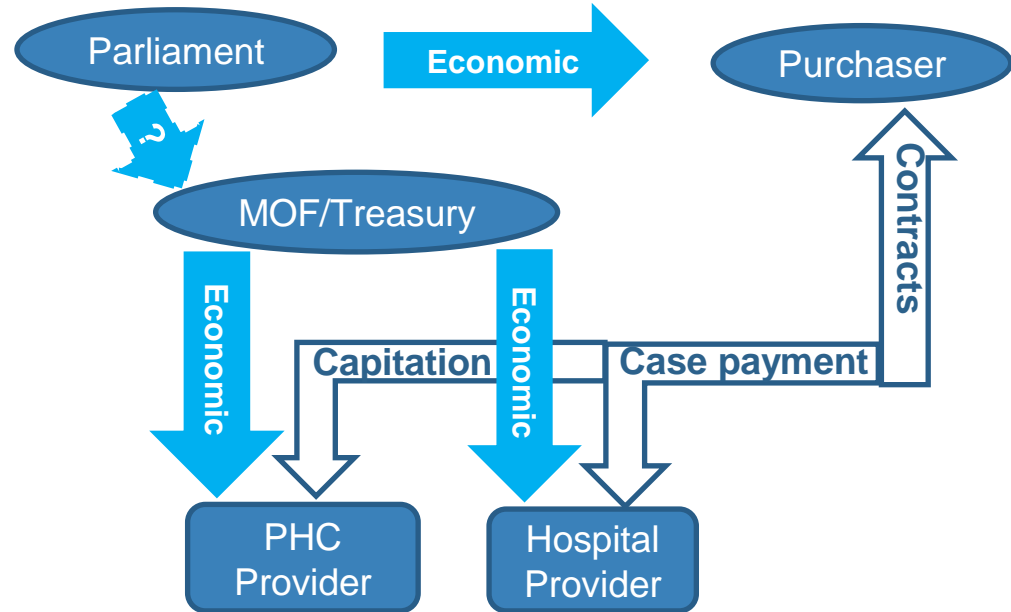 Parliament
Economic
Purchaser
?
MOF/Treasury
Contracts
Economic
Economic
Capitation
Case payment
PHC
Provider
Hospital
Provider